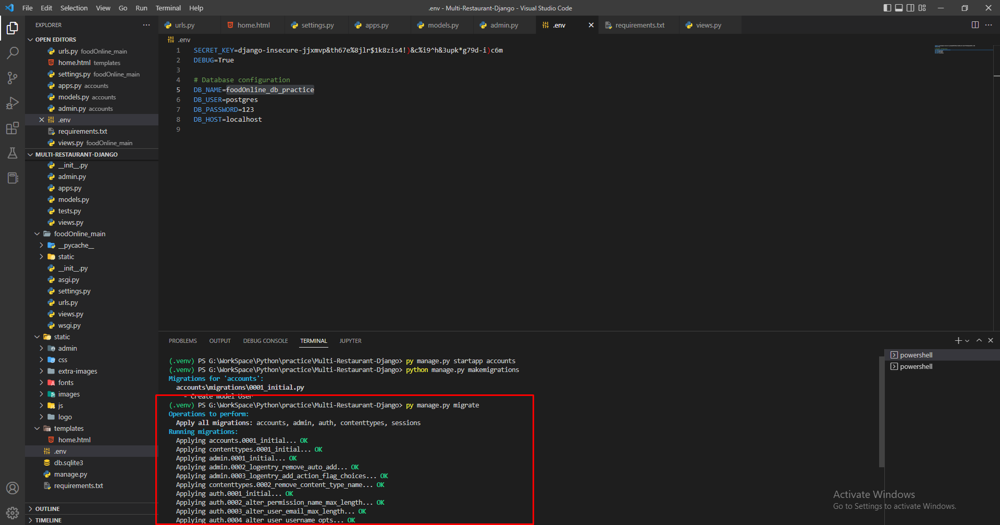 File Edit Selection View Go Run Terminal Help
.env - Multi-Restaurant-Django - Visual Studio Code
EXPLORER
OPEN EDITORS
urls.py foodOnline_main
home.html templates
settings.py foodOnline_main
apps.py accounts
models.py accounts
admin.py accounts
.env
requirements.txt
views.py foodOnline_main
MULTI-RESTAURANT-DJANGO
__init__.py
admin.py
apps.py
models.py
tests.py
views.py
foodOnline_main
__pycache__
static
__init__.py
asgi.py
settings.py
urls.py
views.py
wsgi.py
static
admin
css
extra-images
fonts
images
js
logo
templates
home.html
.env
db.sqlite3
manage.py
requirements.txt
OUTLINE
TIMELINE
urls.py home.html settings.py apps.py models.py admin.py .env requirements.txt views.py
.env
1 SECRET_KEY=django-insecure-jjxmvp&th67e%8jlr$1k8zis4!)&c%i9^h&3upk*g79d-i)c6m
2 DEBUG=True
3
4 # Database configuration
5 DB_NAME=foodOnline_db_practice
6 DB_USER=postgres
7 DB_PASSWORD=123
8 DB_HOST=localhost
9
PROBLEMS OUTPUT DEBUG CONSOLE TERMINAL JUPYTER
(.venv) PS G:\WorkSpace\Python\practice\Multi-Restaurant-Django> py manage.py startapp accounts
(.venv) PS G:\WorkSpace\Python\practice\Multi-Restaurant-Django> python manage.py makemigrations
Migrations for 'accounts':
accounts\migrations\0001_initial.py
- Create model User
(.venv) PS G:\WorkSpace\Python\practice\Multi-Restaurant-Django> py manage.py migrate
Operations to perform:
Apply all migrations: accounts, admin, auth, contenttypes, sessions
Running migrations:
Applying accounts.0001_initial... OK
Applying contenttypes.0001_initial... OK
Applying admin.0001_initial... OK
Applying admin.0002_logentry_remove_auto_add... OK
Applying admin.0003_logentry_add_action_flag_choices... OK
Applying contenttypes.0002_remove_content_type_name... OK
Applying auth.0001_initial... OK
Applying auth.0002_alter_permission_name_max_length... OK
Applying auth.0003_alter_user_email_max_length... OK
Applying auth.0004_alter_user_username_opts... OK
powershell
powershell
Activate Windows
Go to Settings to activate Windows.